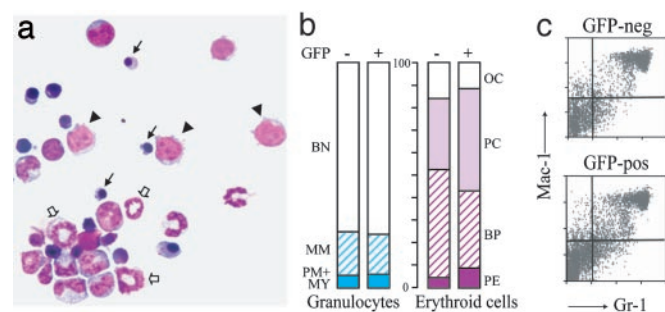 a
b
GFP - + - +
100
0
BN
MM
PM+
MY
Granulocytes
OC
PC
BP
PE
Erythroid cells
c
GFP-neg
GFP-pos
Mac-1
Gr-1